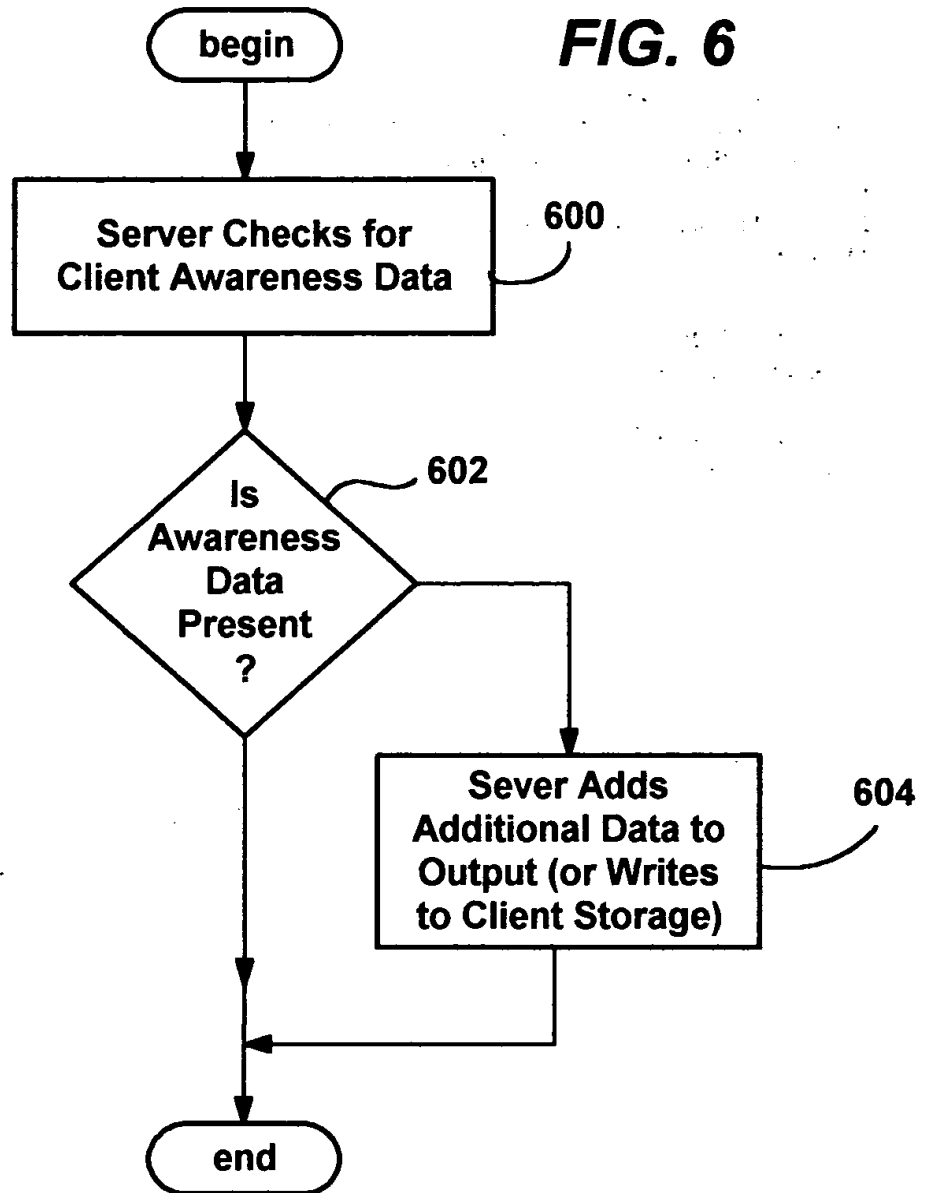 begin
FIG. 6
Server Checks for
Client Awareness Data
600
Is
Awareness
Data
Present
?
602
Sever Adds
Additional Data to
Output (or Writes
to Client Storage)
604
end